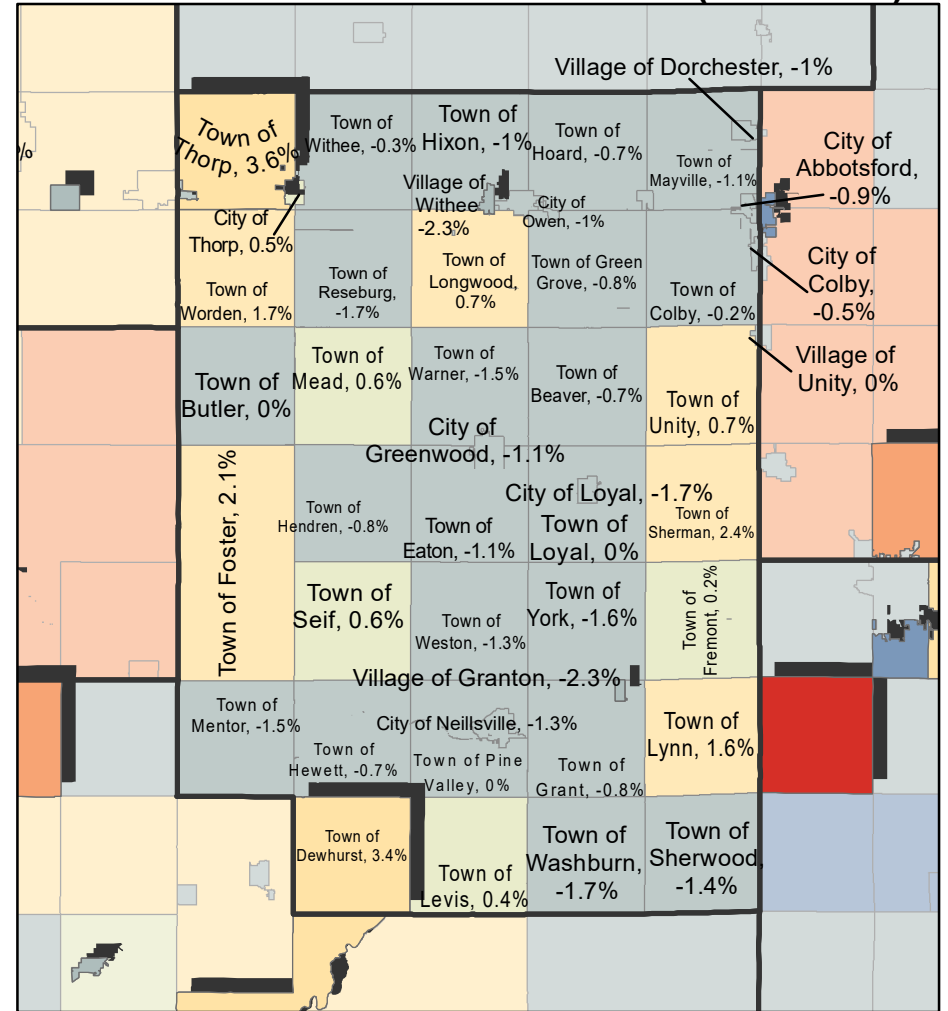 Village of Dorchester, -1%
Town of
Thorp, 3.6%
Town of
Withee, -0.3%
Town of
Hixon, -1%
Town of
Hoard, -0.7%
Town of
Mayville, -1.1%
City of
Abbotsford,
-0.9%
%
Village of
Withee
-2.3%
City of
Owen, -1%
City of
Thorp, 0.5%
Town of
Worden, 1.7%
Town of
Reseburg,
-1.7%
Town of
Longwood,
0.7%
Town of Green
Grove, -0.8%
Town of
Colby, -0.2%
City of
Colby,
-0.5%
Town of
Butler, 0%
Town of
Mead, 0.6%
Town of
Warner, -1.5%
Town of
Beaver, -0.7%
Town of
Unity, 0.7%
Village of
Unity, 0%
City of
Greenwood, -1.1%
Town of Foster, 2.1%
Town of
Hendren, -0.8%
Town of
Eaton, -1.1%
City of Loyal, -1.7%
Town of
Loyal, 0%
Town of
Sherman, 2.4%
Town of
Seif, 0.6%
Town of
Weston, -1.3%
Town of
York, -1.6%
Town of
Fremont, 0.2%
Village of Granton, -2.3%
Town of
Mentor, -1.5%
Town of
Hewett, -0.7%
City of Neillsville, -1.3%
Town of Pine
Valley, 0%
Town of
Grant, -0.8%
Town of
Lynn, 1.6%
Town of
Dewhurst, 3.4%
Town of
Levis, 0.4%
Town of
Washburn,
-1.7%
Town of
Sherwood,
-1.4%